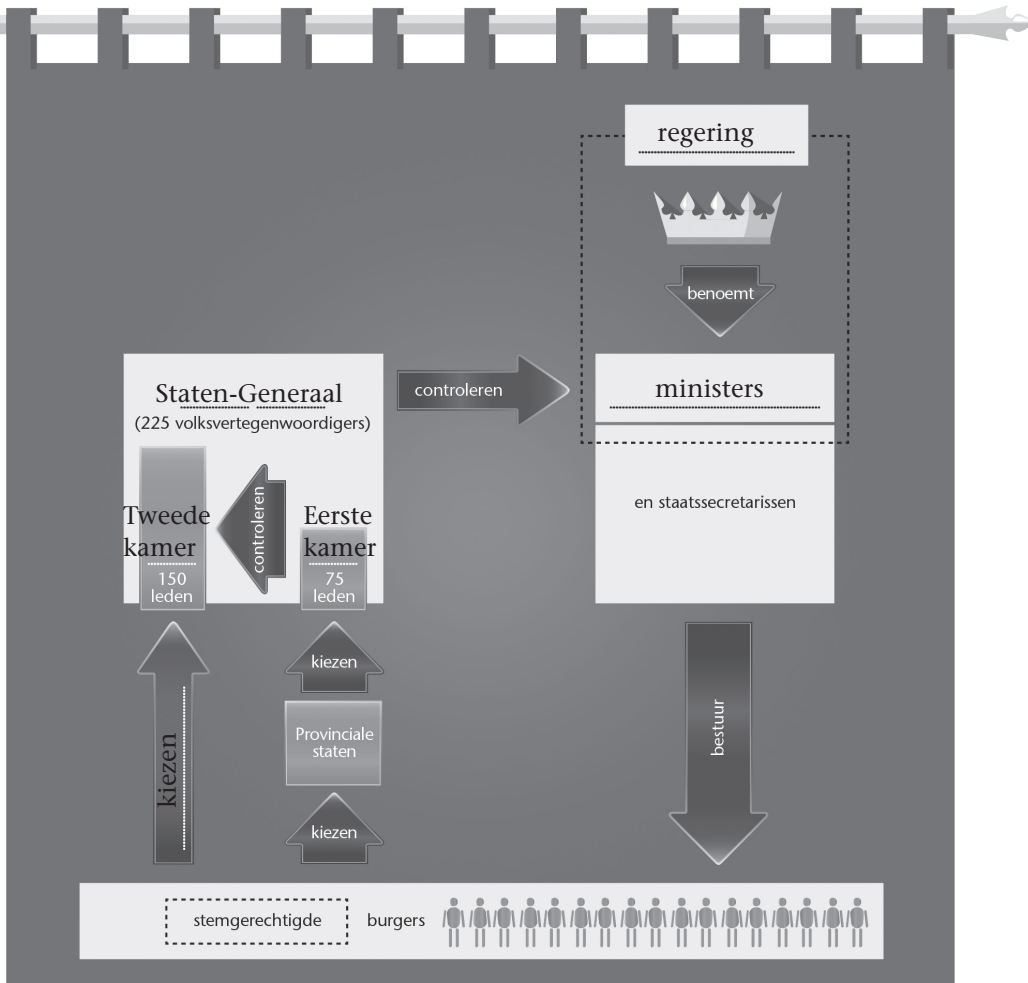 regering
benoemt
Staten-Generaal
(225 volksvertegenwoordigers)
controleren
ministers
en staatssecretarissen
Tweede
kamer
150
leden
controleren
Eerste
kamer
75
leden
kiezen
kiezen
Provinciale
staten
kiezen
bestuur
stemgerechtigde burgers